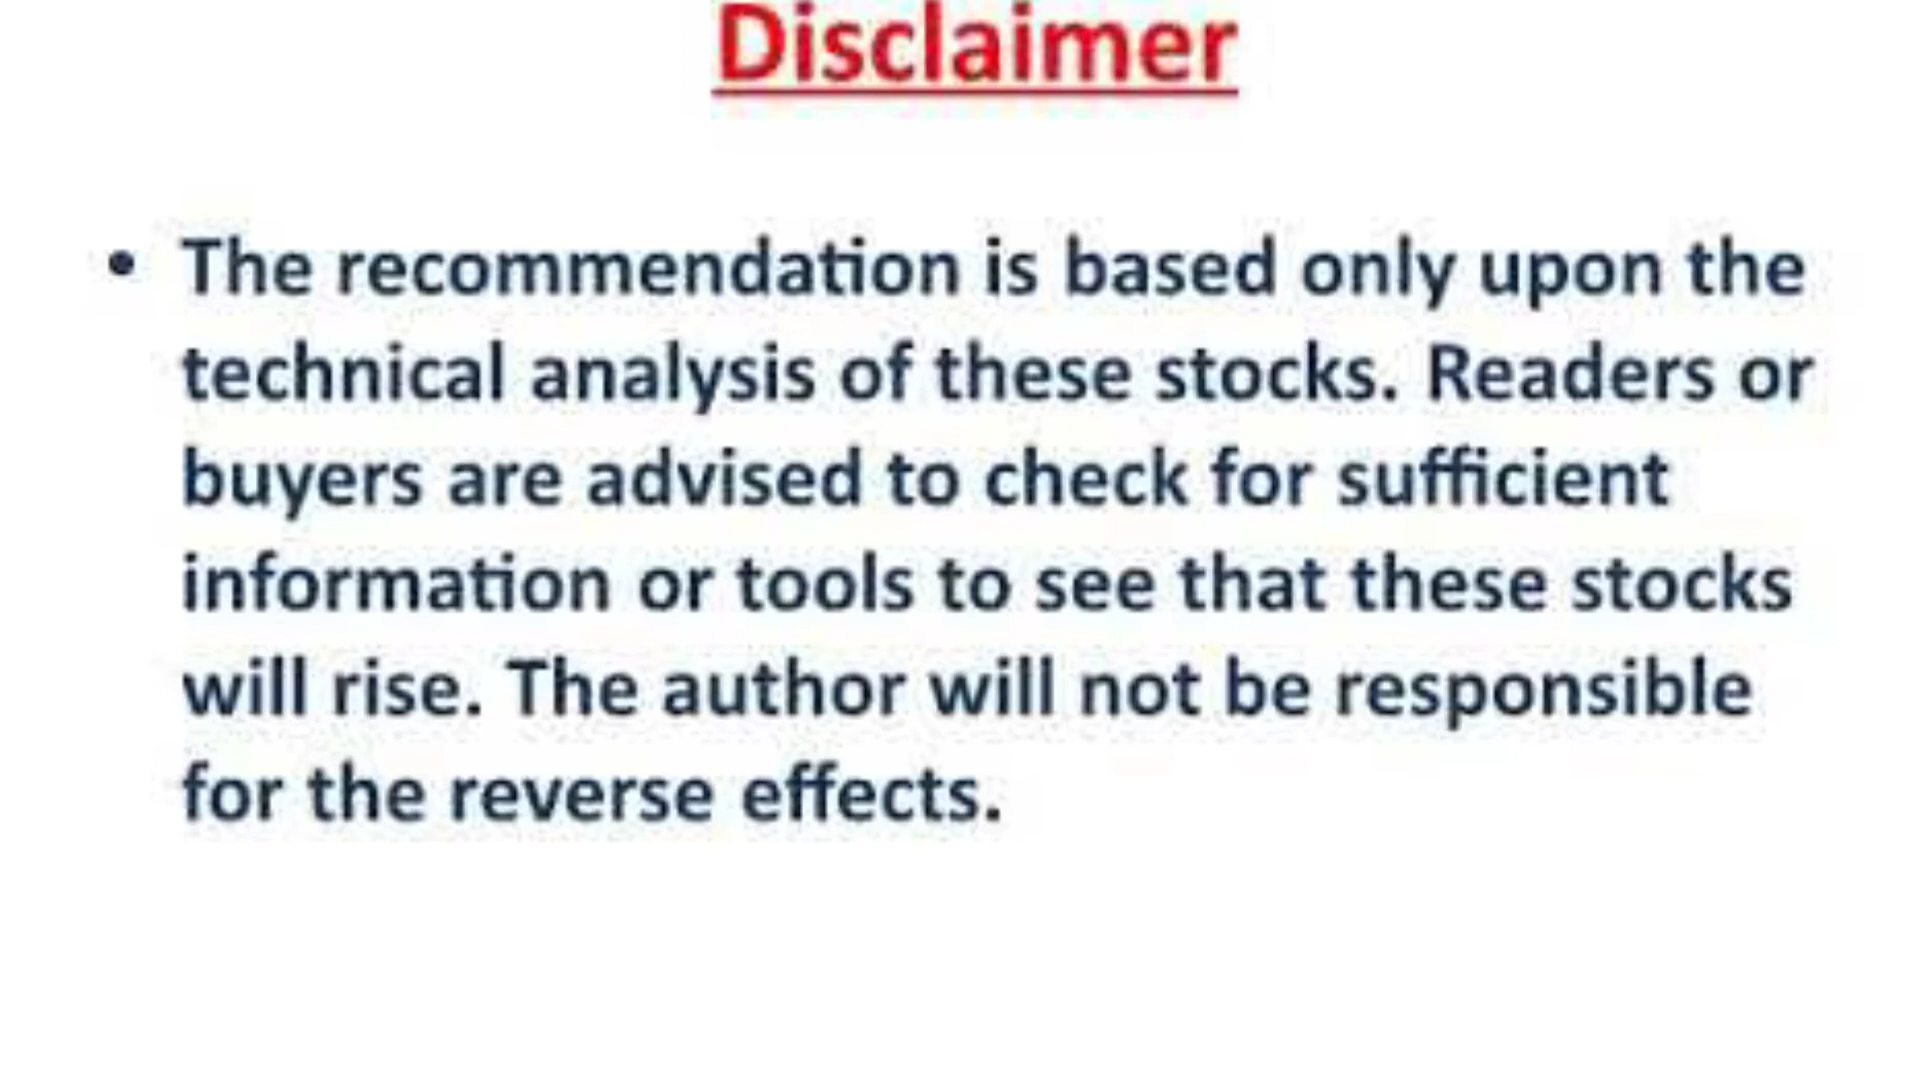 Disclaimer
• The recommendation is based only upon the
technical analysis of these stocks. Readers or
buyers are advised to check for sufficient
information or tools to see that these stocks
will rise. The author will not be responsible
for the reverse effects.